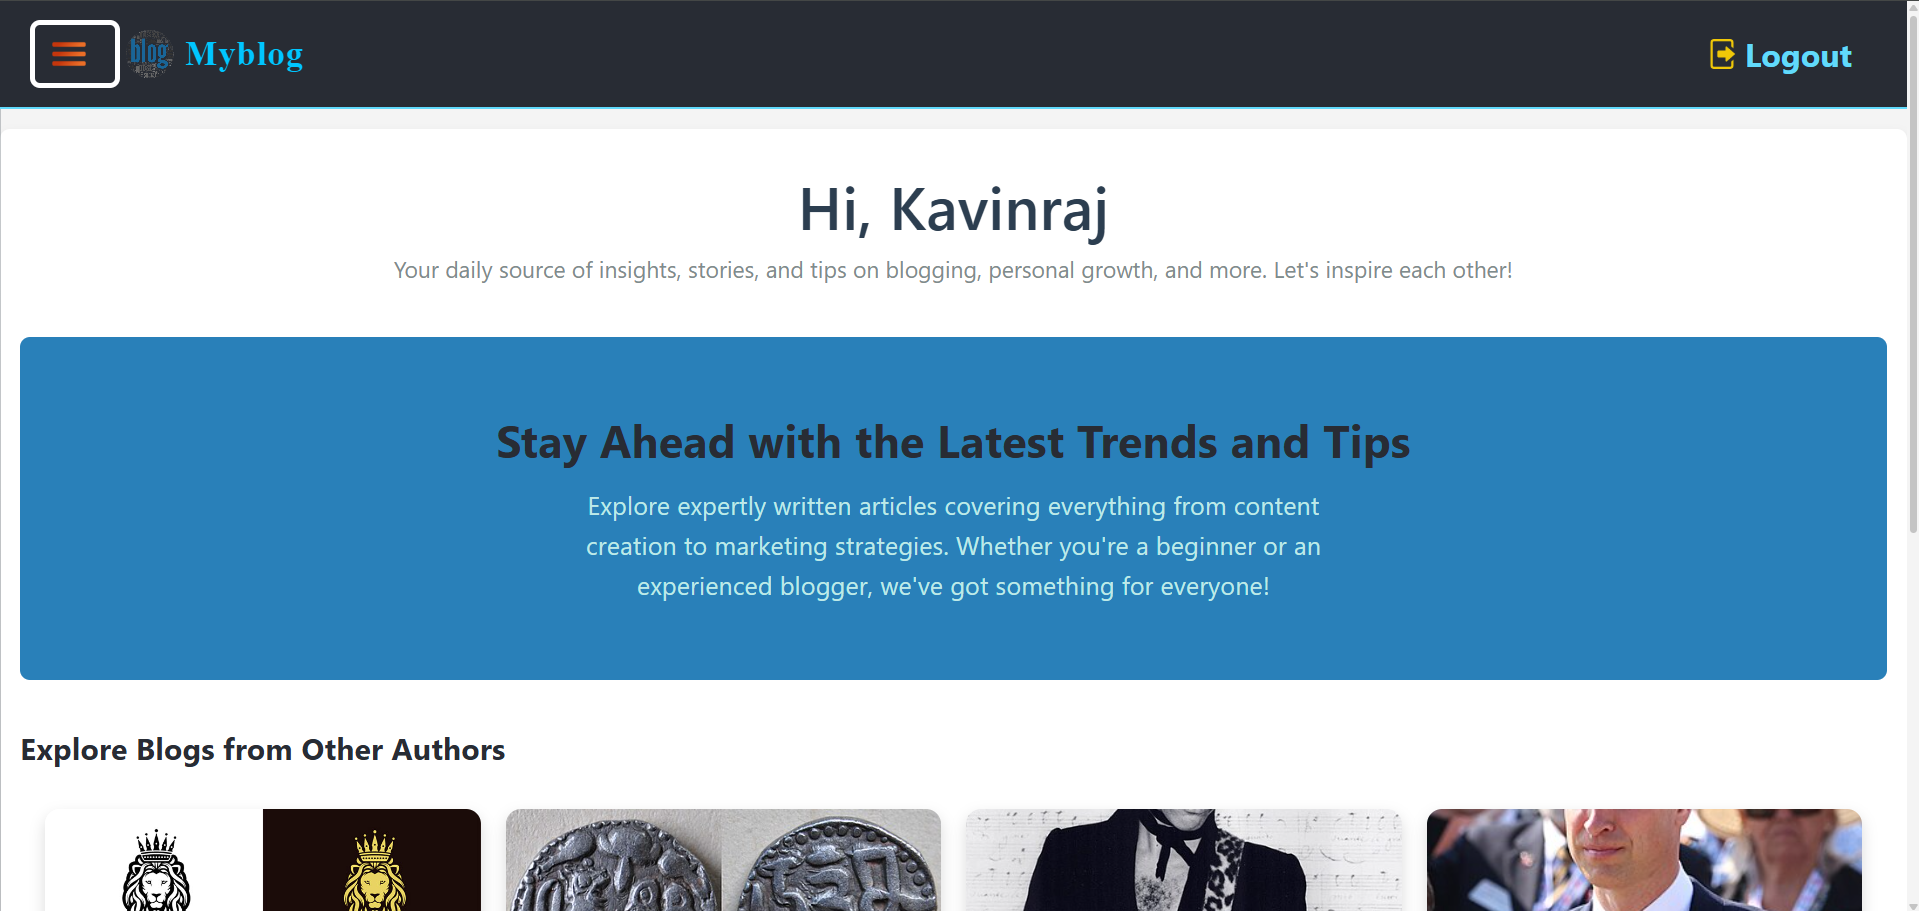 blog
Myblog
Logout
Hi, Kavinraj
Your daily source of insights, stories, and tips on blogging, personal growth, and more. Let's inspire each other!
Stay Ahead with the Latest Trends and Tips
Explore expertly written articles covering everything from content
creation to marketing strategies. Whether you're a beginner or an
experienced blogger, we've got something for everyone!
Explore Blogs from Other Authors